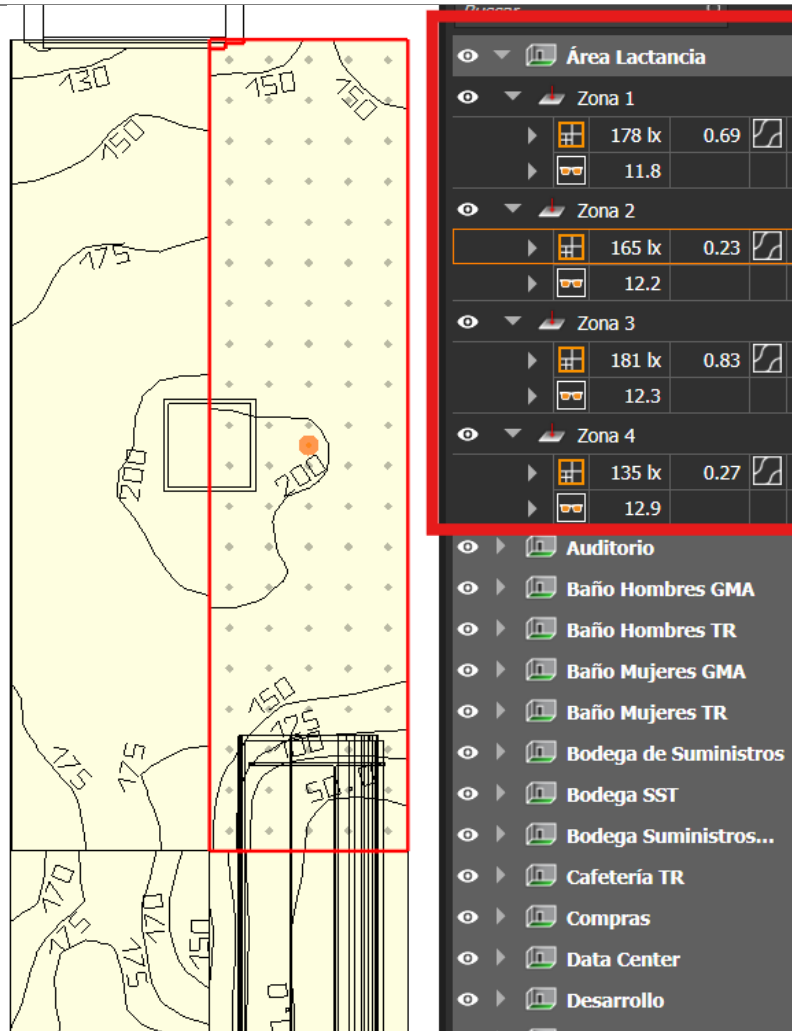 Buscar
Área Lactancia
Zona 1
178 lx 0.69
11.8
Zona 2
165 lx 0.23
12.2
Zona 3
181 lx 0.83
12.3
Zona 4
135 lx 0.27
12.9
Auditorio
Baño Hombres GMA
Baño Hombres TR
Baño Mujeres GMA
Baño Mujeres TR
Bodega de Suministros
Bodega SST
Bodega Suministros...
Cafetería TR
Compras
Data Center
Desarrollo
130
150
150
150
175
200
200
150
125
100
50.0
175
175
170
175
175
170
150